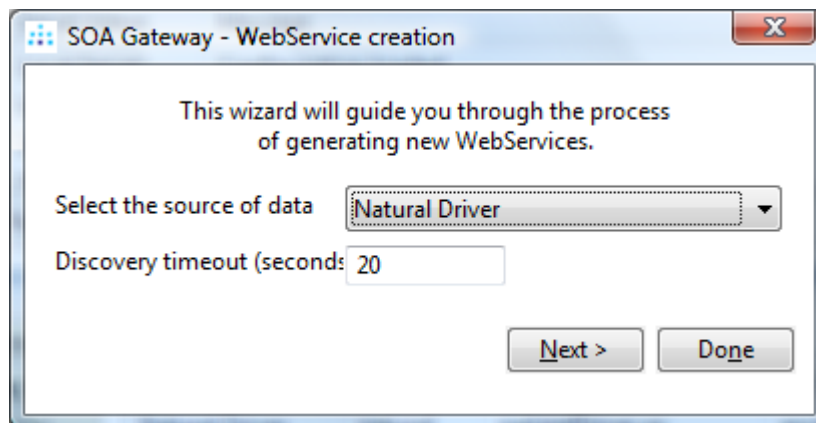 SOA Gateway - WebService creation
This wizard will guide you through the process
of generating new WebServices.
Select the source of data
Natural Driver
Discovery timeout (seconds
20
Next >
Done